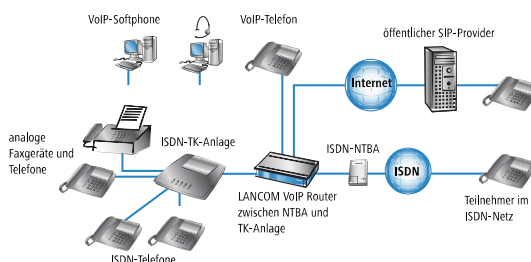 VoIP-Softphone
VoIP-Telefon
öffentlicher SIP-Provider
Internet
analoge
Faxgeräte und
Telefone
ISDN-TK-Anlage
ISDN-NTBA
ISDN
LANCOM VoIP Router
zwischen NTBA und
TK-Anlage
Teilnehmer im
ISDN-Netz
ISDN-Telefone